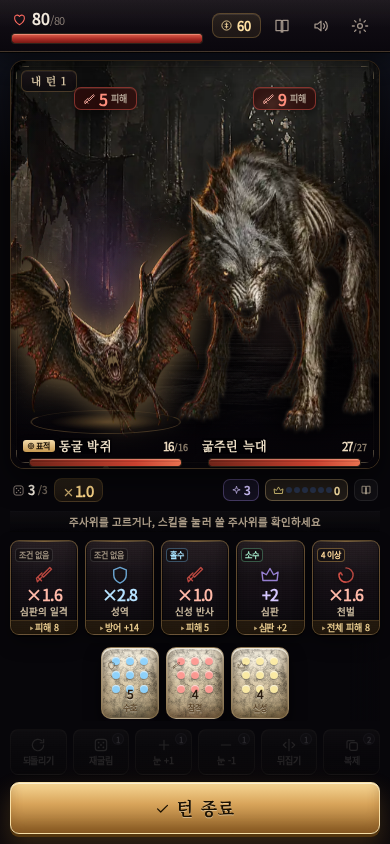 80/80
60
내 턴 1
5 피해
9 피해
표적 동굴 박쥐 16/16
굶주린 늑대 27/27
3/3 ×1.0
3
0
주사위를 고르거나, 스킬을 눌러 쓸 주사위를 확인하세요
조건 없음
×1.6
심판의 일격
피해 8
조건 없음
×2.8
성역
방어 +14
홀수
×1.0
신성 반사
피해 5
소수
+2
심판
심판 +2
4 이상
×1.6
천벌
전체 피해 8
5
수호
4
4
신성
되돌리기
재굴림 1
눈 +1 1
눈 -1 1
뒤집기 1
복제 2
턴 종료